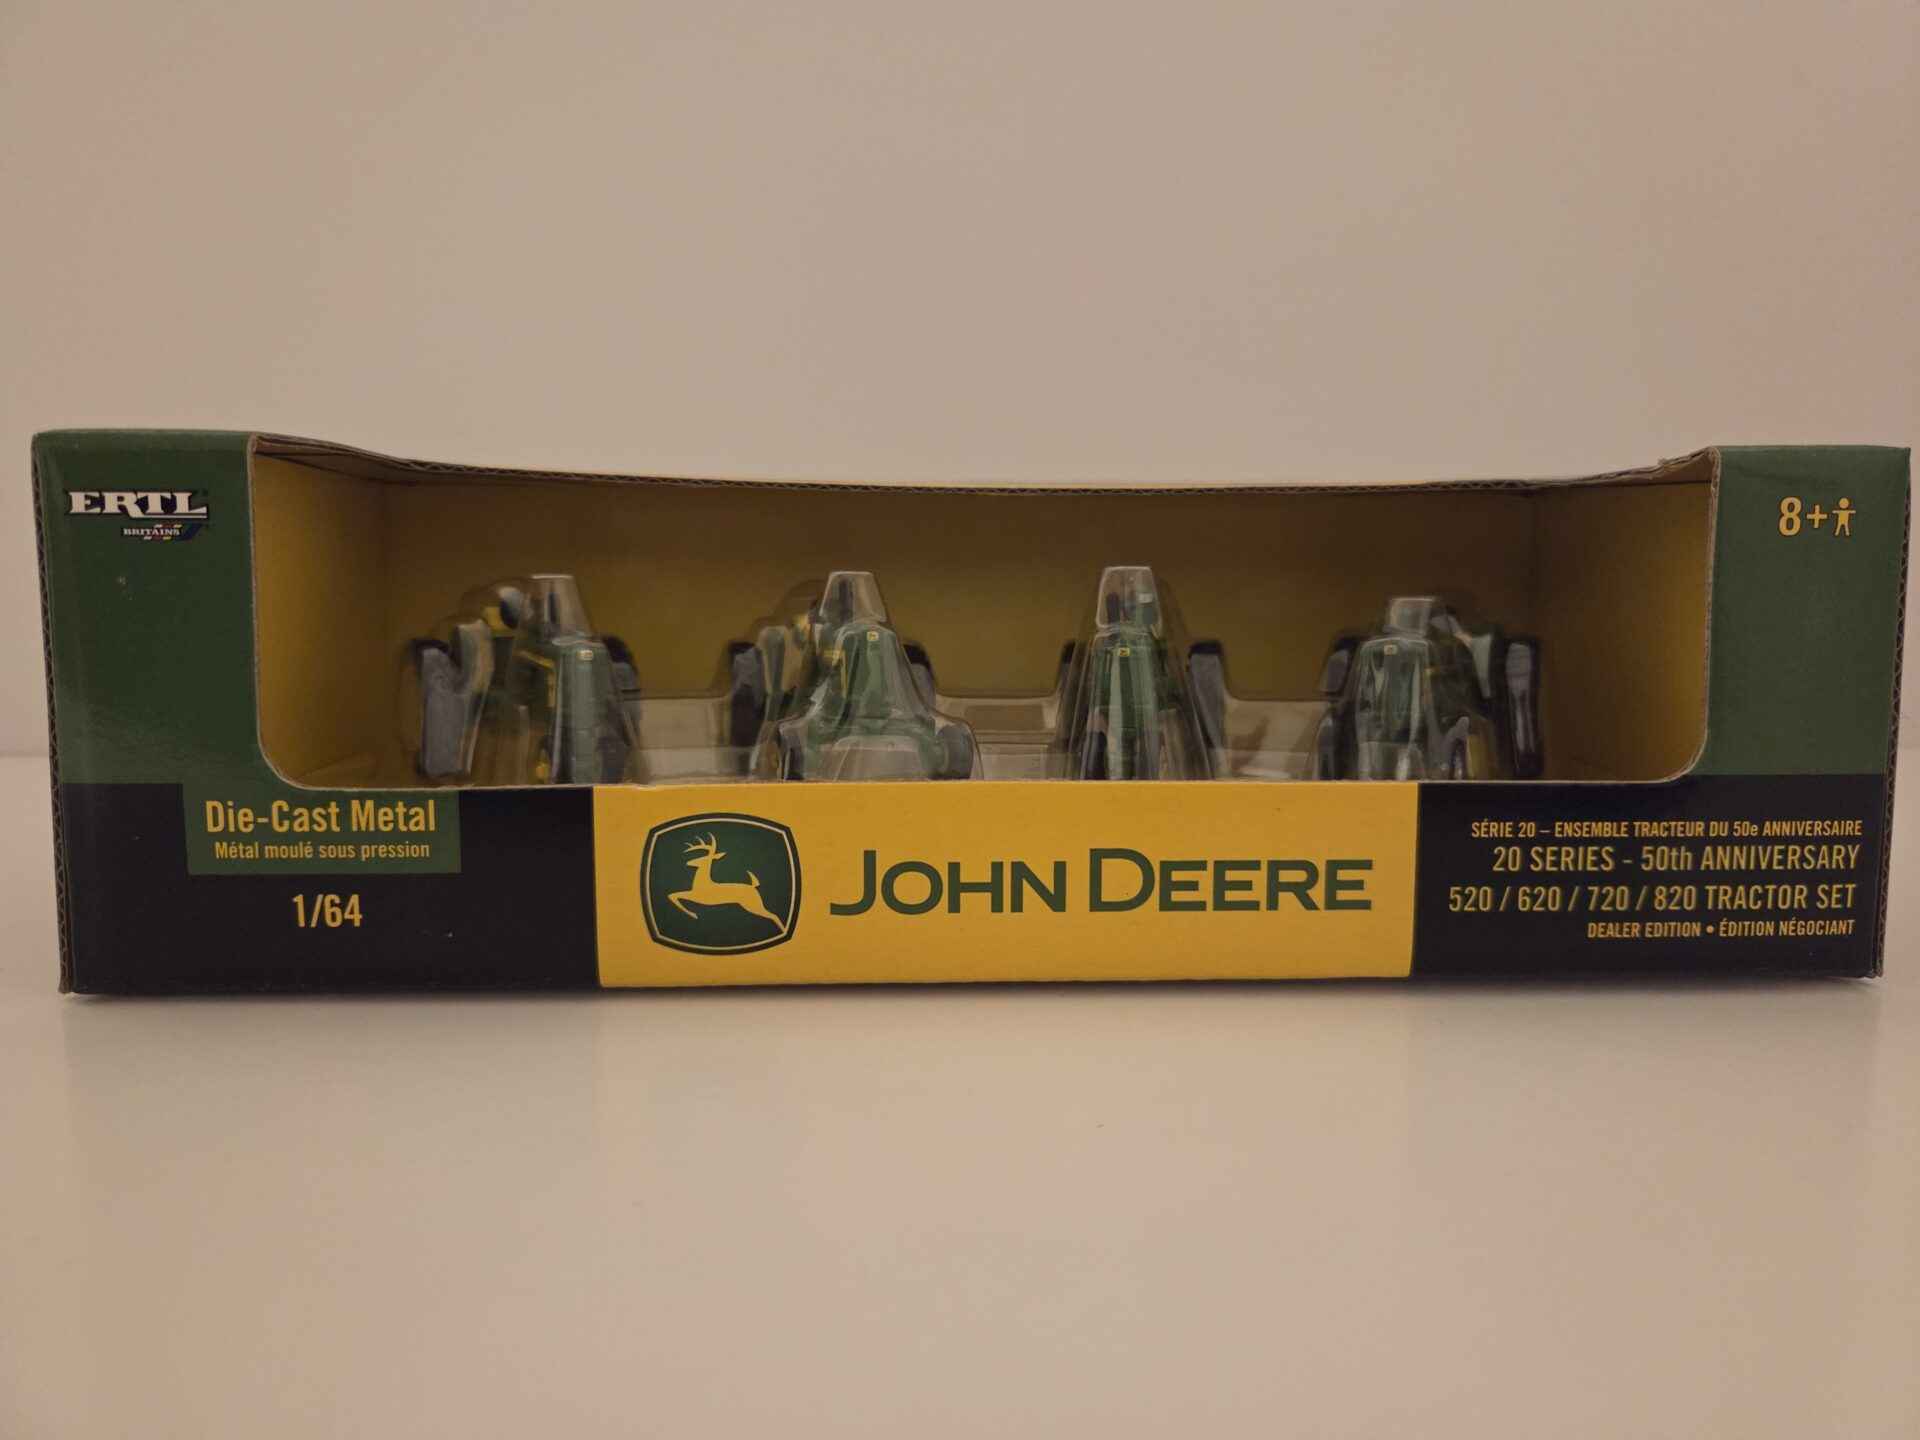 ERTL
BRITAINS
8+
Die-Cast Metal
Métal moulé sous pression
1/64
JOHN DEERE
SÉRIE 20 – ENSEMBLE TRACTEUR DU 50e ANNIVERSAIRE
20 SERIES - 50th ANNIVERSARY
520 / 620 / 720 / 820 TRACTOR SET
DEALER EDITION • ÉDITION NÉGOCIANT